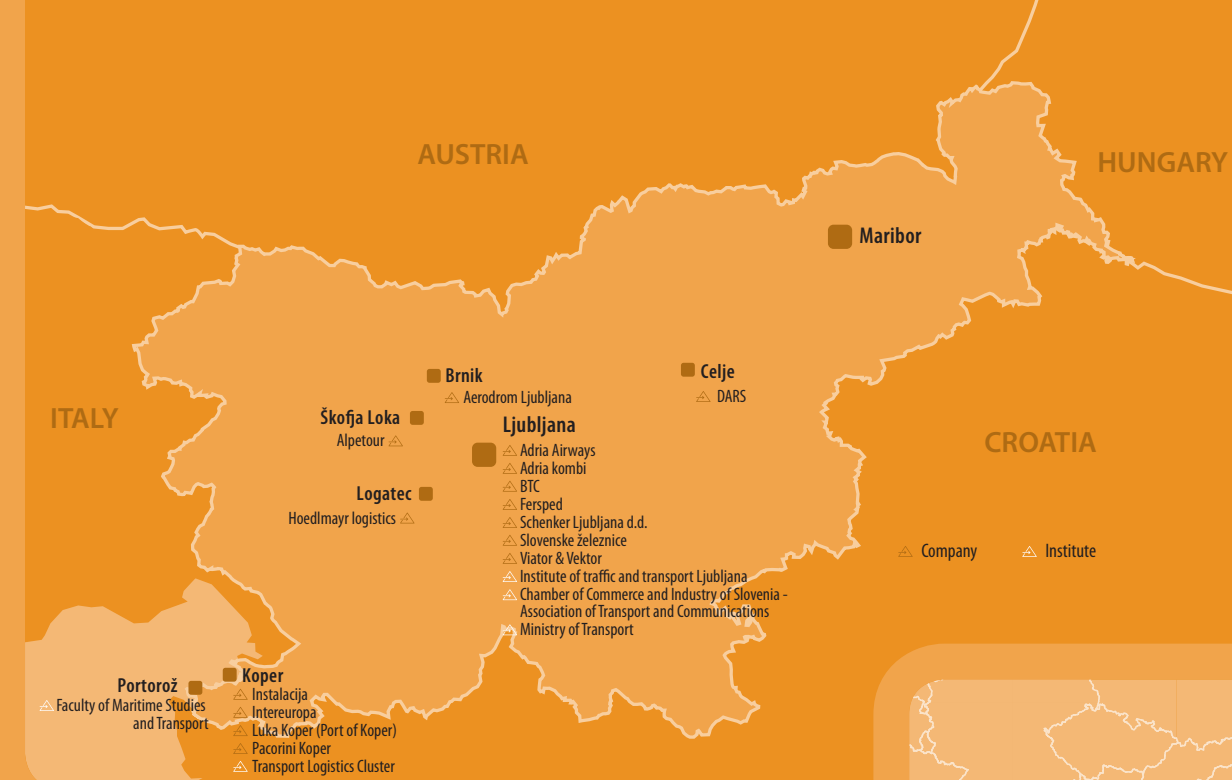 AUSTRIA
HUNGARY
Maribor
Brnik
Aerodrom Ljubljana
Celje
DARS
ITALY
Škofja Loka
Alpetour
Ljubljana
Adria Airways
Adria kombi
BTC
Fersped
Schenker Ljubljana d.d.
Slovenske železnice
Viator & Vektor
Institute of traffic and transport Ljubljana
Chamber of Commerce and Industry of Slovenia -
Association of Transport and Communications
Ministry of Transport
CROATIA
Logatec
Hoedlmayr logistics
Company
Institute
Portorož
Faculty of Maritime Studies
and Transport
Koper
Instalacija
Intereuropa
Luka Koper (Port of Koper)
Pacorini Koper
Transport Logistics Cluster